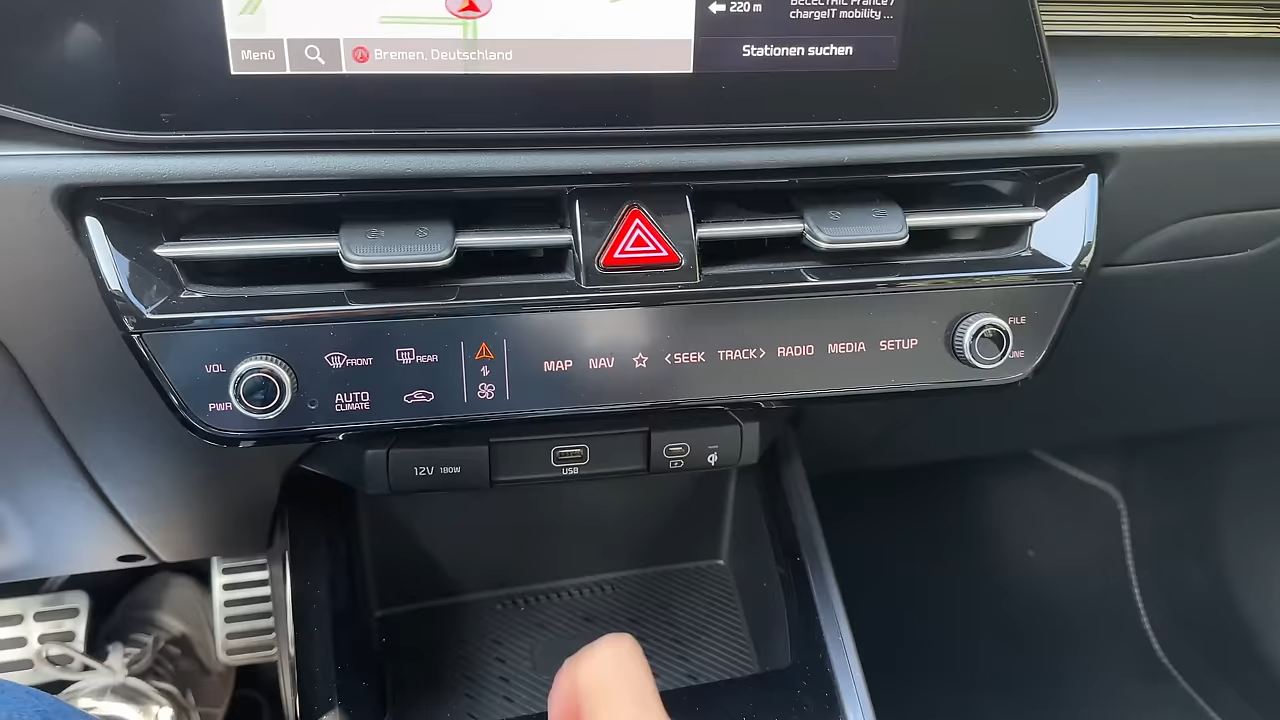 220 m
chargeIT mobility ...
Menü
Bremen, Deutschland
Stationen suchen
VOL
PWR
FRONT
REAR
AUTO
CLIMATE
MAP
NAV
<SEEK
TRACK>
RADIO
MEDIA
SETUP
FILE
12V 180W
USB